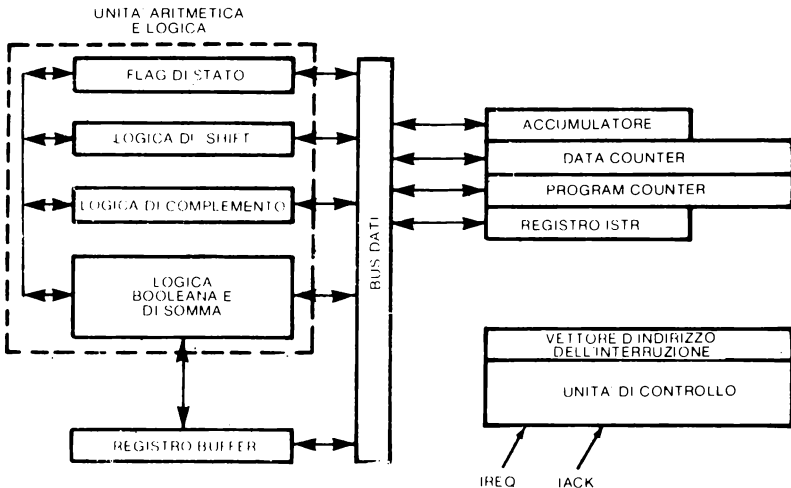 UNITA' ARITMETICA
E LOGICA
FLAG DI STATO
LOGICA DI SHIFT
LOGICA DI COMPLEMENTO
LOGICA
BOOLEANA E
DI SOMMA
REGISTRO BUFFER
BUS DATI
ACCUMULATORE
DATA COUNTER
PROGRAM COUNTER
REGISTRO ISTR
VETTORE D'INDIRIZZO
DELL'INTERRUZIONE
UNITA' DI CONTROLLO
IREQ
IACK